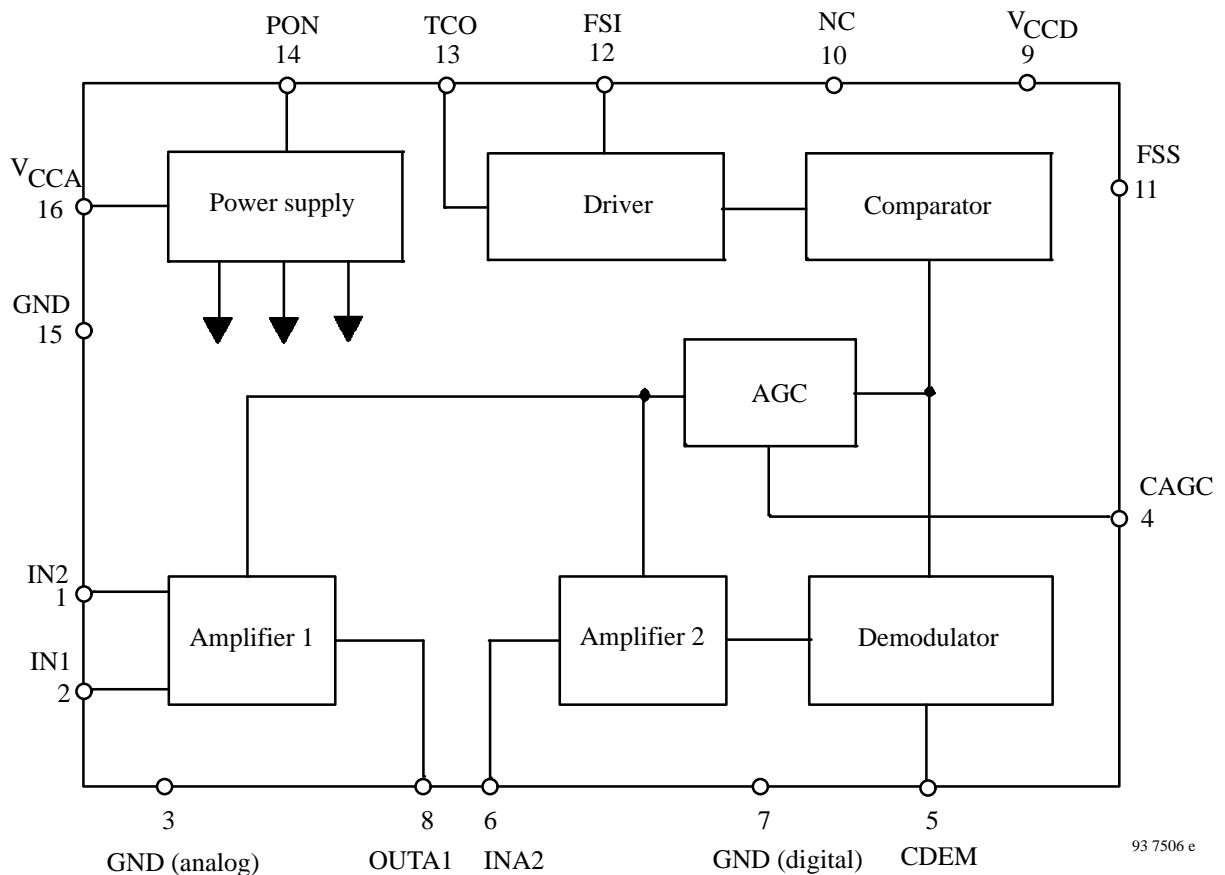 PON
14
TCO
13
FSI
12
NC
10
VCCD
9
VCCA
16
Power supply
Driver
Comparator
FSS
11
GND
15
AGC
CAGC
4
IN2
1
IN1
2
Amplifier 1
Amplifier 2
Demodulator
3
8
6
7
5
GND (analog)
OUTA1
INA2
GND (digital)
CDEM
93 7506 e